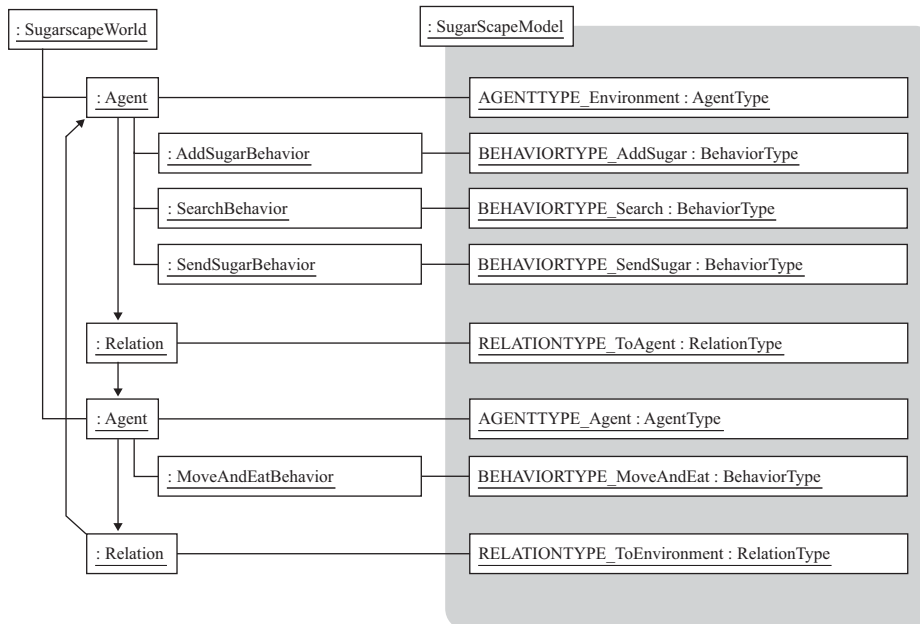 : SugarscapeWorld
: SugarScapeModel
: Agent
AGENTTYPE_Environment : AgentType
: AddSugarBehavior
BEHAVIORTYPE_AddSugar : BehaviorType
: SearchBehavior
BEHAVIORTYPE_Search : BehaviorType
: SendSugarBehavior
BEHAVIORTYPE_SendSugar : BehaviorType
: Relation
RELATIONTYPE_ToAgent : RelationType
: Agent
AGENTTYPE_Agent : AgentType
: MoveAndEatBehavior
BEHAVIORTYPE_MoveAndEat : BehaviorType
: Relation
RELATIONTYPE_ToEnvironment : RelationType